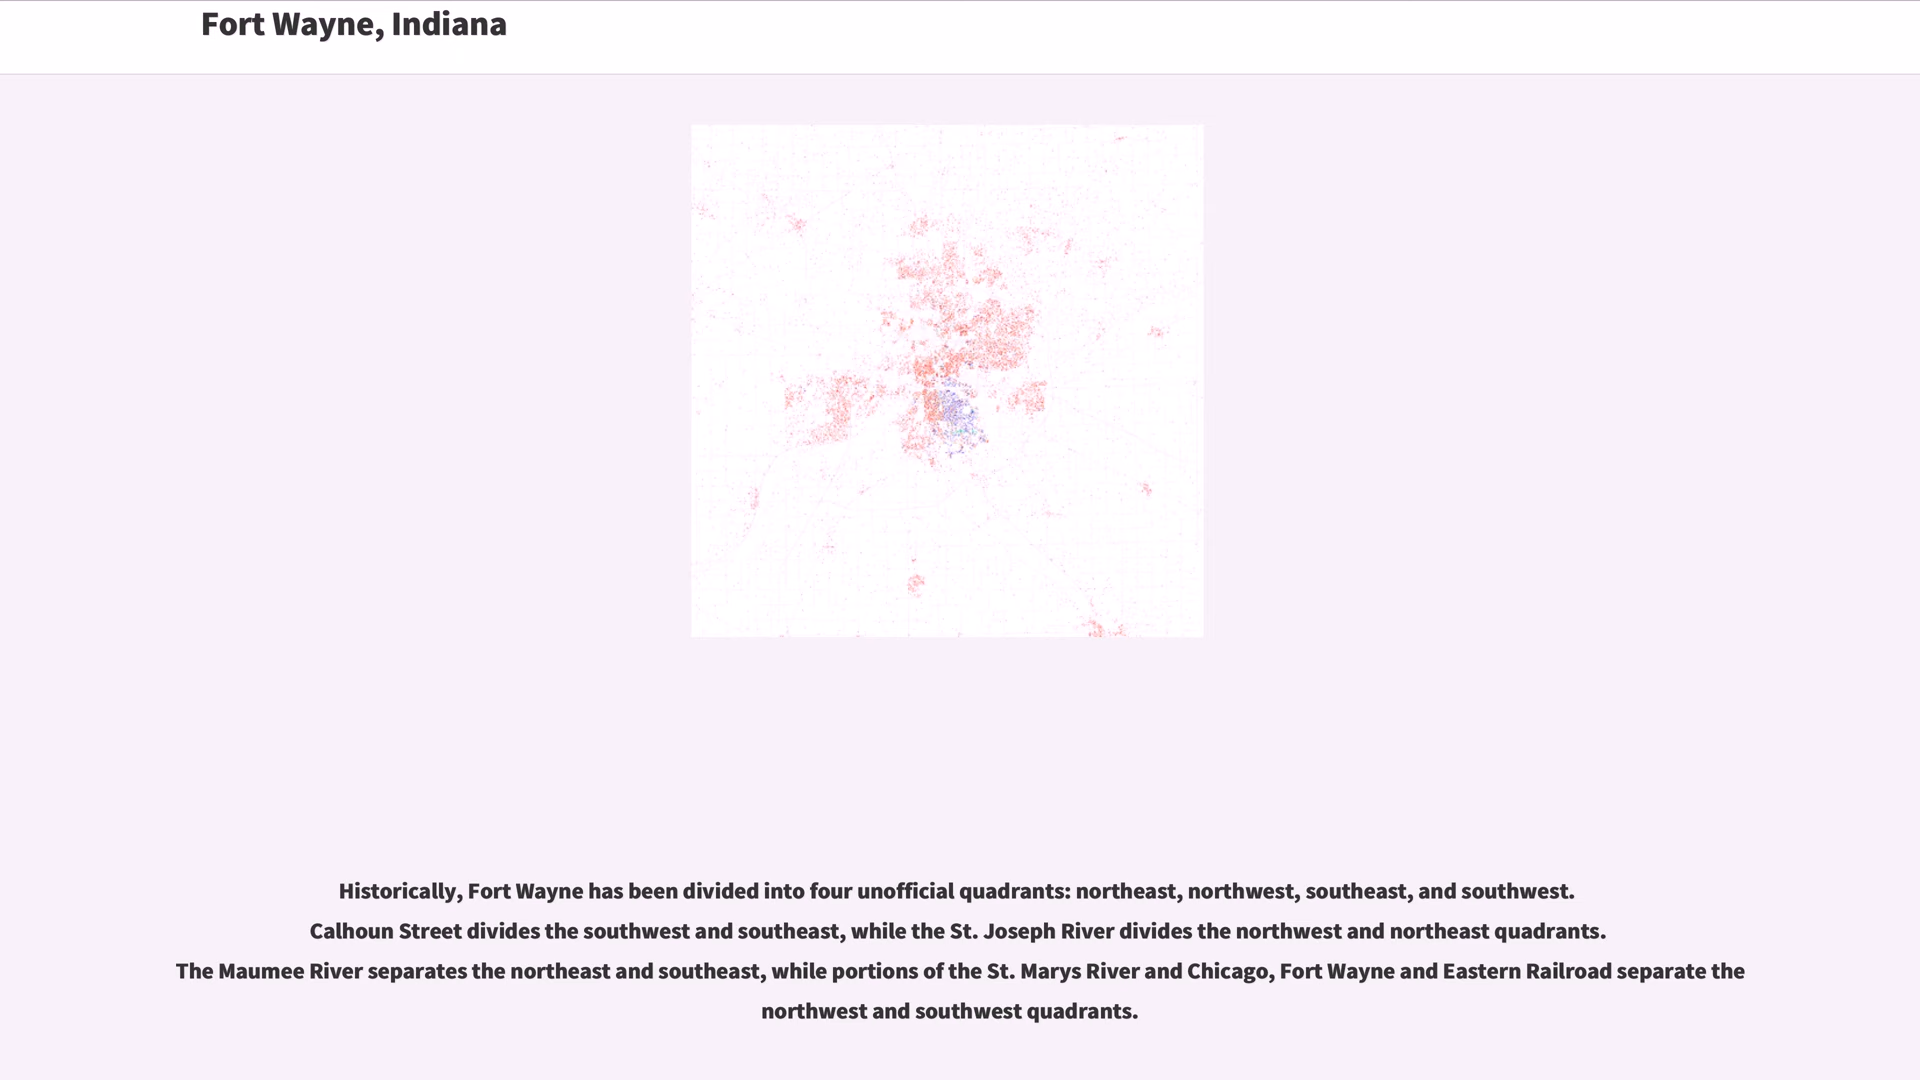 Fort Wayne, Indiana
Historically, Fort Wayne has been divided into four unofficial quadrants: northeast, northwest, southeast, and southwest.
Calhoun Street divides the southwest and southeast, while the St. Joseph River divides the northwest and northeast quadrants.
The Maumee River separates the northeast and southeast, while portions of the St. Marys River and Chicago, Fort Wayne and Eastern Railroad separate the
northwest and southwest quadrants.